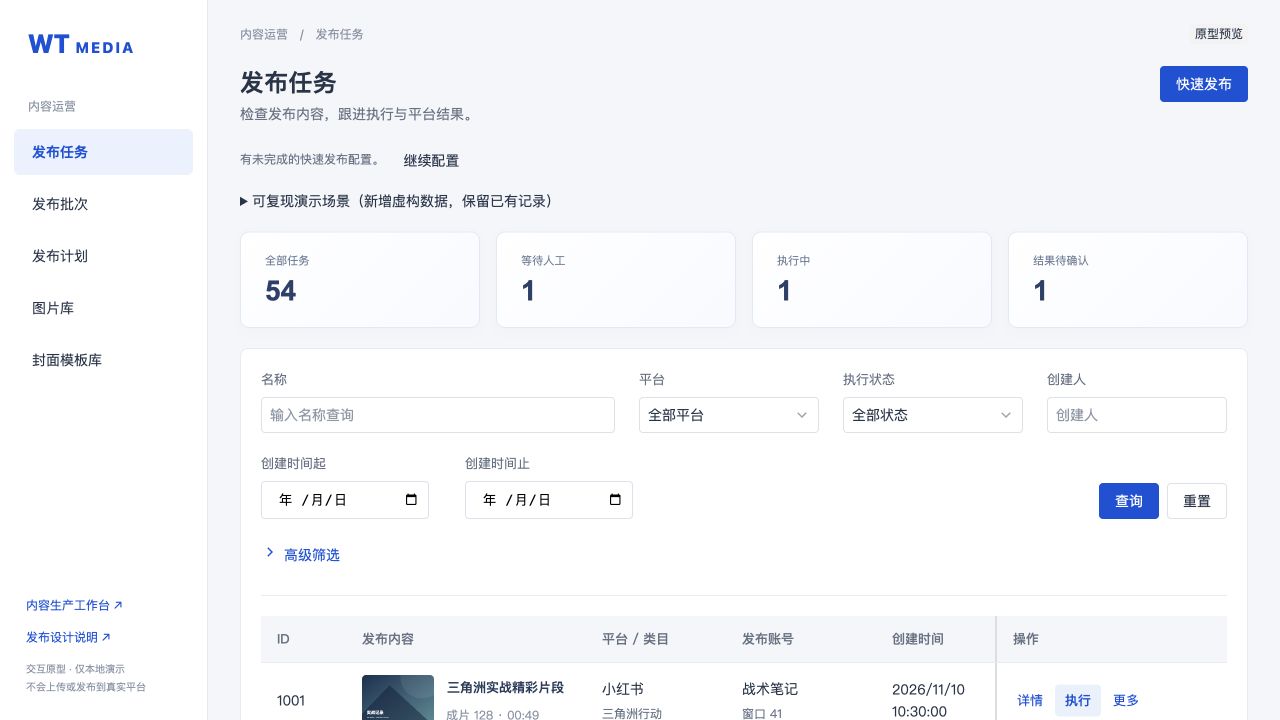 WT MEDIA
内容运营
发布任务
发布批次
发布计划
图片库
封面模板库
内容生产工作台 ↗
发布设计说明 ↗
交互原型 · 仅本地演示
不会上传或发布到真实平台
内容运营 / 发布任务
原型预览
发布任务
快速发布
检查发布内容，跟进执行与平台结果。
有未完成的快速发布配置。 继续配置
▶ 可复现演示场景（新增虚构数据，保留已有记录）
全部任务 等待人工 执行中 结果待确认
54 1 1 1
名称 平台 执行状态 创建人
输入名称查询 全部平台 全部状态 创建人
创建时间起 创建时间止
年 /月/日 年 /月/日 查询 重置
高级筛选
ID 发布内容 平台 / 类目 发布账号 创建时间 操作
1001 三角洲实战精彩片段 小红书 战术笔记 2026/11/10 详情 执行 更多
成片 128 · 00:49 三角洲行动 窗口 41 10:30:00